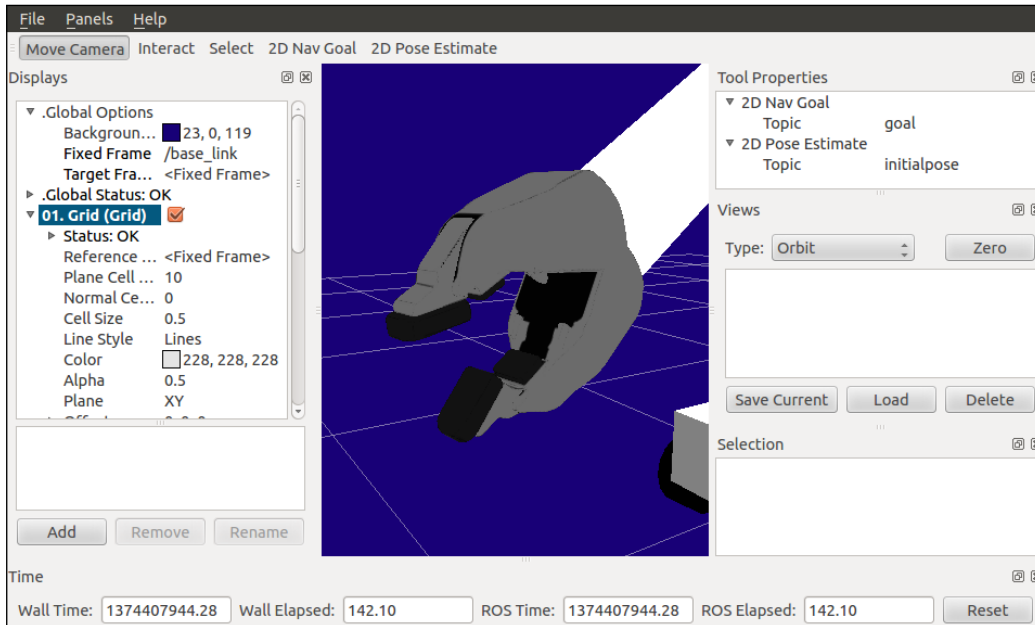 File Panels Help
Move Camera Interact Select 2D Nav Goal 2D Pose Estimate
Displays
.Global Options
Backgroun... 23, 0, 119
Fixed Frame /base_link
Target Fra... <Fixed Frame>
.Global Status: OK
01. Grid (Grid)
Status: OK
Reference ... <Fixed Frame>
Plane Cell ... 10
Normal Ce... 0
Cell Size 0.5
Line Style Lines
Color 228, 228, 228
Alpha 0.5
Plane XY
Add Remove Rename
Tool Properties
2D Nav Goal
Topic goal
2D Pose Estimate
Topic initialpose
Views
Type: Orbit Zero
Save Current Load Delete
Selection
Time
Wall Time: 1374407944.28 Wall Elapsed: 142.10 ROS Time: 1374407944.28 ROS Elapsed: 142.10 Reset